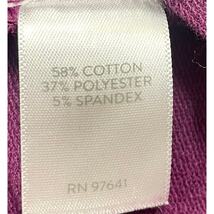 58% COTTON
37% POLYESTER
5% SPANDEX
RN 97641